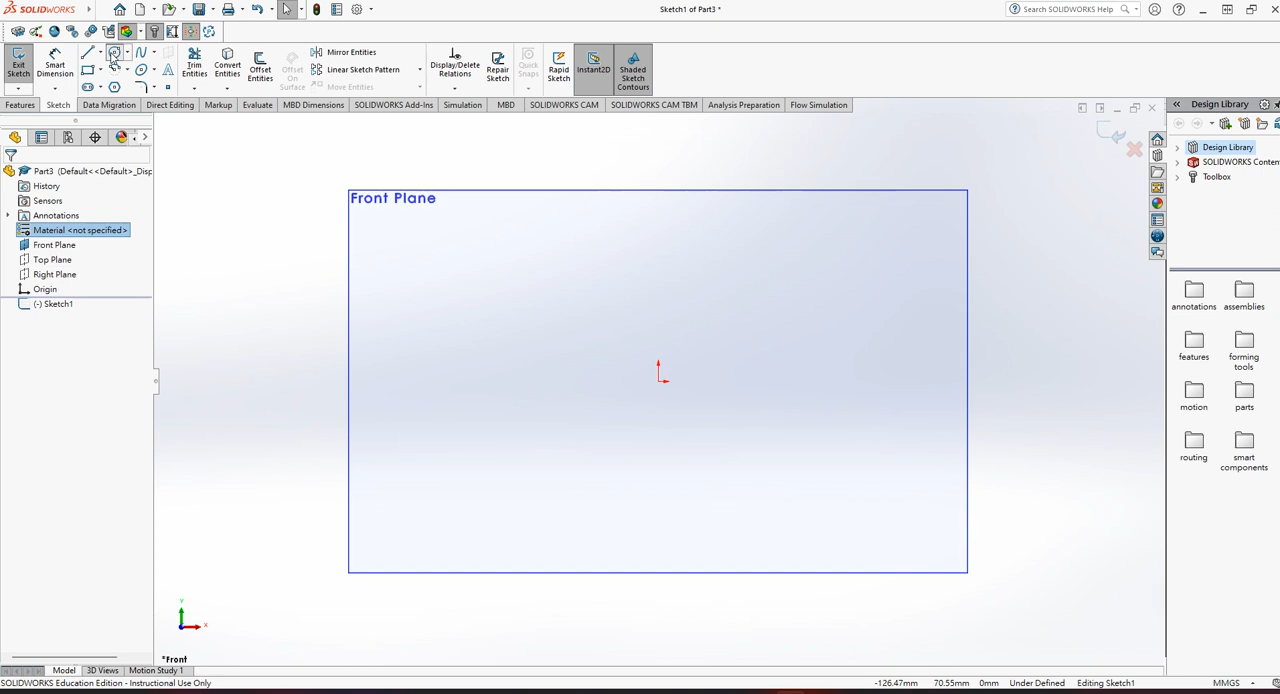 SOLIDWORKS
Sketch1 of Part3 *
Search SOLIDWORKS Help
Exit Sketch
Smart Dimension
Trim Entities
Convert Entities
Offset Entities
Offset On Surface
Mirror Entities
Linear Sketch Pattern
Move Entities
Display/Delete Relations
Repair Sketch
Quick Snaps
Rapid Sketch
Instant2D
Shaded Sketch Contours
Features
Sketch
Data Migration
Direct Editing
Markup
Evaluate
MBD Dimensions
SOLIDWORKS Add-Ins
Simulation
MBD
SOLIDWORKS CAM
SOLIDWORKS CAM TBM
Analysis Preparation
Flow Simulation
Design Library
Part3 (Default<<Default>_Disp
History
Sensors
Annotations
Material <not specified>
Front Plane
Top Plane
Right Plane
Origin
(-) Sketch1
Front Plane
Design Library
SOLIDWORKS Conten
Toolbox
annotations
assemblies
features
forming tools
motion
parts
routing
smart components
Y
X
*Front
Model
3D Views
Motion Study 1
SOLIDWORKS Education Edition - Instructional Use Only
-126.47mm
70.55mm
0mm
Under Defined
Editing Sketch1
MMGS